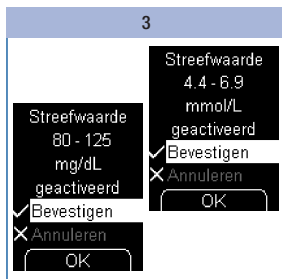 3
Streefwaarde
80 - 125
mg/dL
geactiveerd
Bevestigen
Annuleren
OK
Streefwaarde
4.4 - 6.9
mmol/L
geactiveerd
Bevestigen
Annuleren
OK